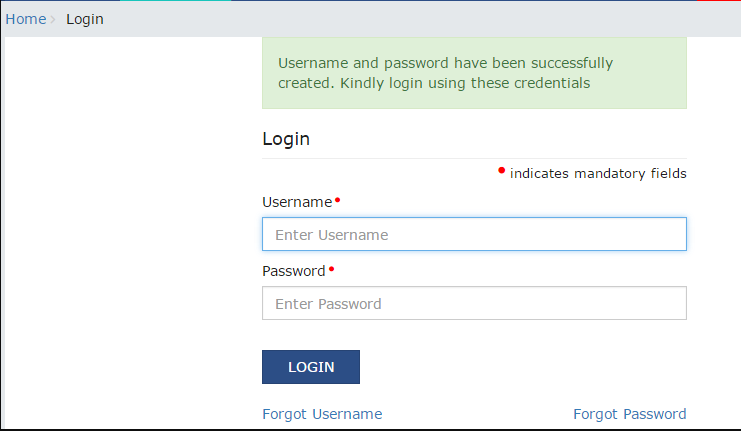 Home > Login
Username and password have been successfully
created. Kindly login using these credentials
Login
• indicates mandatory fields
Username•
Enter Username
Password•
Enter Password
LOGIN
Forgot Username Forgot Password